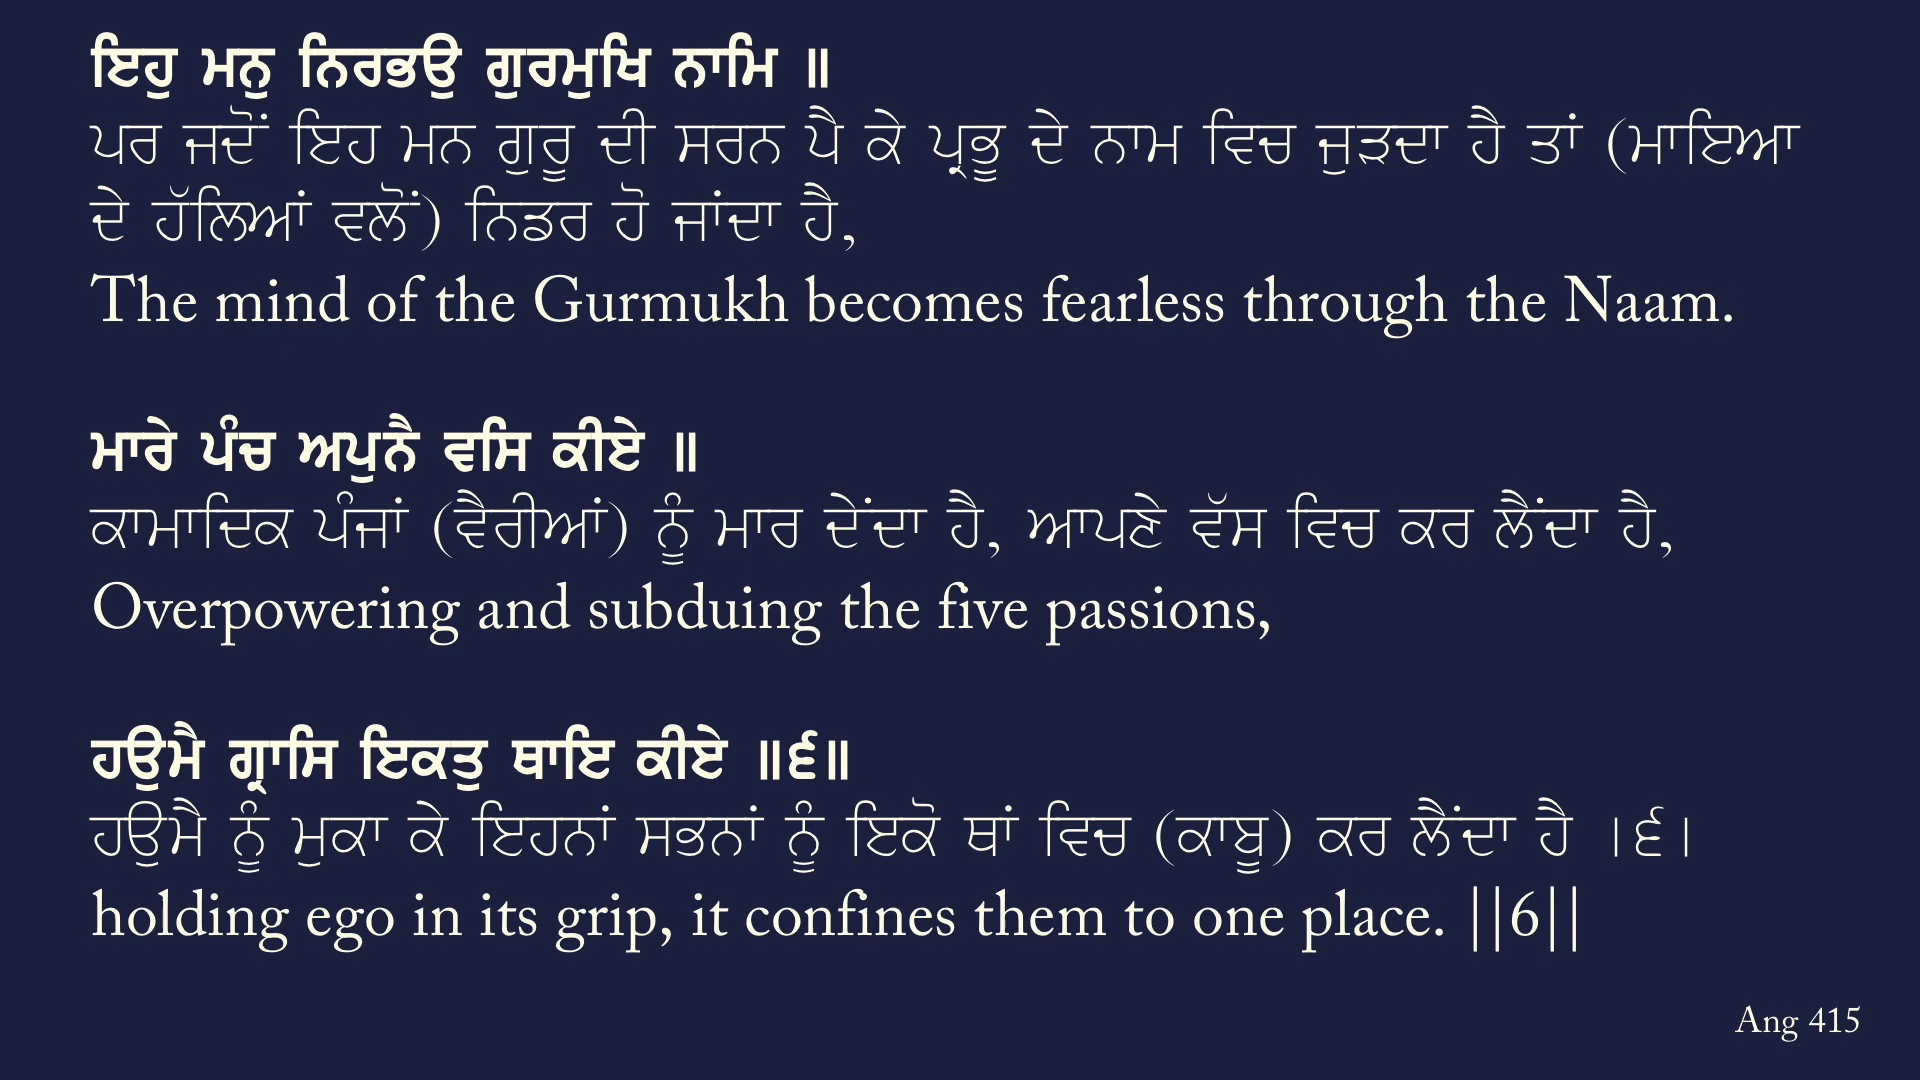 ਇਹੁ ਮਨੁ ਨਿਰਭਉ ਗੁਰਮੁਖਿ ਨਾਮਿ ॥
ਪਰ ਜਦੋਂ ਇਹ ਮਨ ਗੁਰੂ ਦੀ ਸਰਨ ਪੈ ਕੇ ਪ੍ਰਭੂ ਦੇ ਨਾਮ ਵਿਚ ਜੁੜਦਾ ਹੈ ਤਾਂ (ਮਾਇਆ
ਦੇ ਹੱਲਿਆਂ ਵਲੋਂ) ਨਿਡਰ ਹੋ ਜਾਂਦਾ ਹੈ,
The mind of the Gurmukh becomes fearless through the Naam.
ਮਾਰੇ ਪੰਚ ਅਪੁਨੈ ਵਸਿ ਕੀਏ ॥
ਕਾਮਾਦਿਕ ਪੰਜਾਂ (ਵੈਰੀਆਂ) ਨੂੰ ਮਾਰ ਦੇਂਦਾ ਹੈ, ਆਪਣੇ ਵੱਸ ਵਿਚ ਕਰ ਲੈਂਦਾ ਹੈ,
Overpowering and subduing the five passions,
ਹਉਮੈ ਗ੍ਰਾਸਿ ਇਕਤੁ ਥਾਇ ਕੀਏ ॥੬॥
ਹਉਮੈ ਨੂੰ ਮੁਕਾ ਕੇ ਇਹਨਾਂ ਸਭਨਾਂ ਨੂੰ ਇਕੋ ਥਾਂ ਵਿਚ (ਕਾਬੂ) ਕਰ ਲੈਂਦਾ ਹੈ ।੬।
holding ego in its grip, it confines them to one place. ||6||
Ang 415